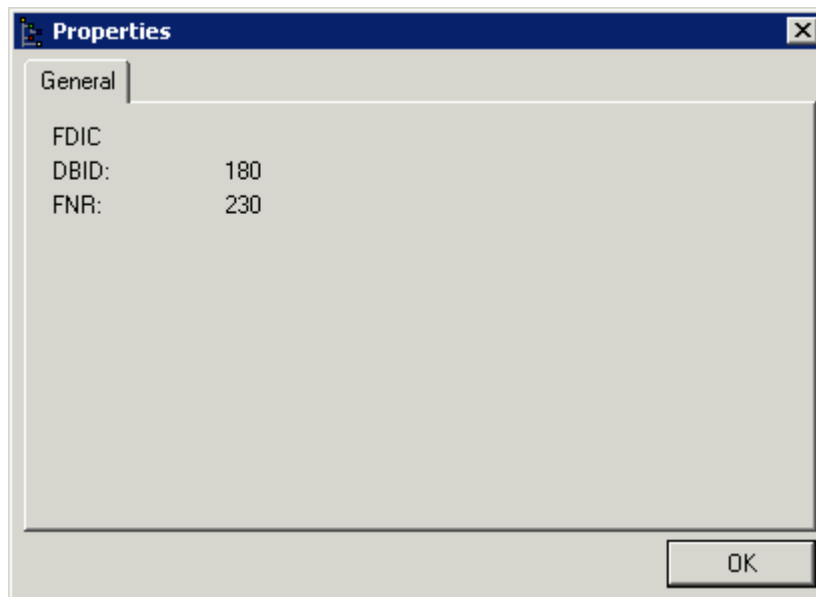 Properties
General
FDIC
DBID: 180
FNR: 230
OK